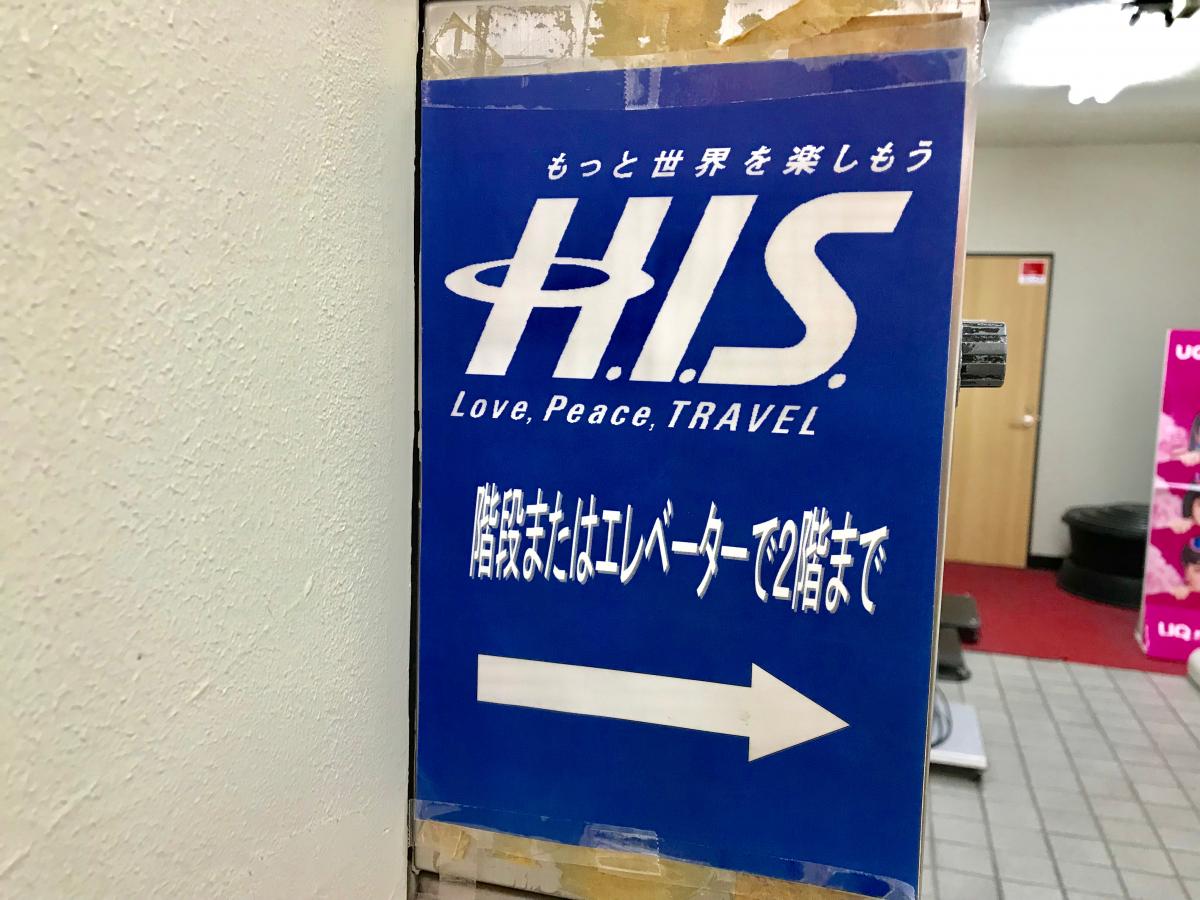 もっと世界を楽しもう
H.I.S.
Love, Peace, TRAVEL
階段またはエレベーターで2階まで
UQ